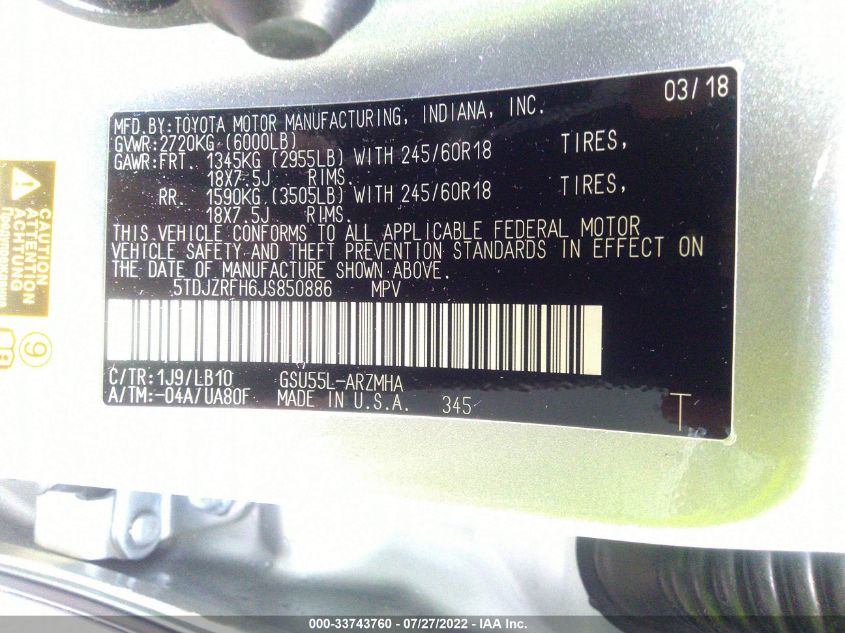 03/18
MFD.BY:TOYOTA MOTOR MANUFACTURING, INDIANA, INC.
GVWR:2720KG (6000LB)
GAWR:FRT. 1345KG (2955LB) WITH 245/60R18 TIRES,
18X7.5J RIMS.
RR. 1590KG (3505LB) WITH 245/60R18 TIRES,
18X7.5J RIMS.
THIS VEHICLE CONFORMS TO ALL APPLICABLE FEDERAL MOTOR
VEHICLE SAFETY AND THEFT PREVENTION STANDARDS IN EFFECT ON
THE DATE OF MANUFACTURE SHOWN ABOVE.
5TDJZRFH6JS850886 MPV
C/TR:1J9/LB10 GSU55L-ARZMHA
A/TM:-04A/UA80F MADE IN U.S.A. 345 T
CAUTION
ATTENTION
ACHTUNG
9
000-33743760 - 07/27/2022 - IAA Inc.